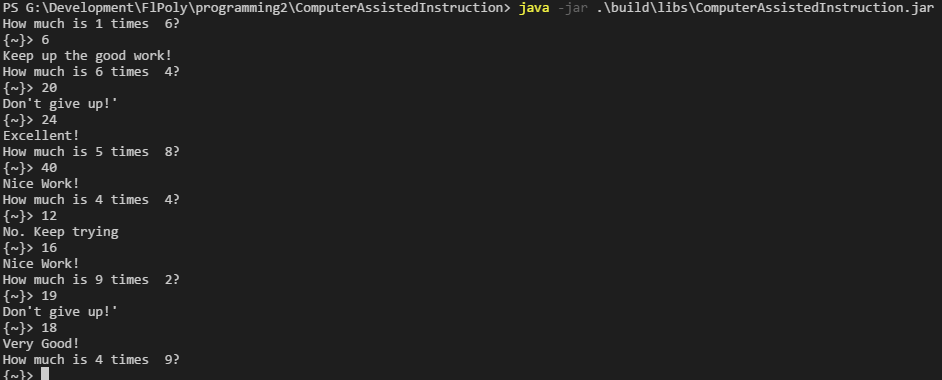 PS G:\Development\FlPoly\programming2\ComputerAssistedInstruction> java -jar .\build\libs\ComputerAssistedInstruction.jar
How much is 1 times  6?
{~}> 6
Keep up the good work!
How much is 6 times  4?
{~}> 20
Don't give up!'
{~}> 24
Excellent!
How much is 5 times  8?
{~}> 40
Nice Work!
How much is 4 times  4?
{~}> 12
No. Keep trying
{~}> 16
Nice Work!
How much is 9 times  2?
{~}> 19
Don't give up!'
{~}> 18
Very Good!
How much is 4 times  9?
{~}>